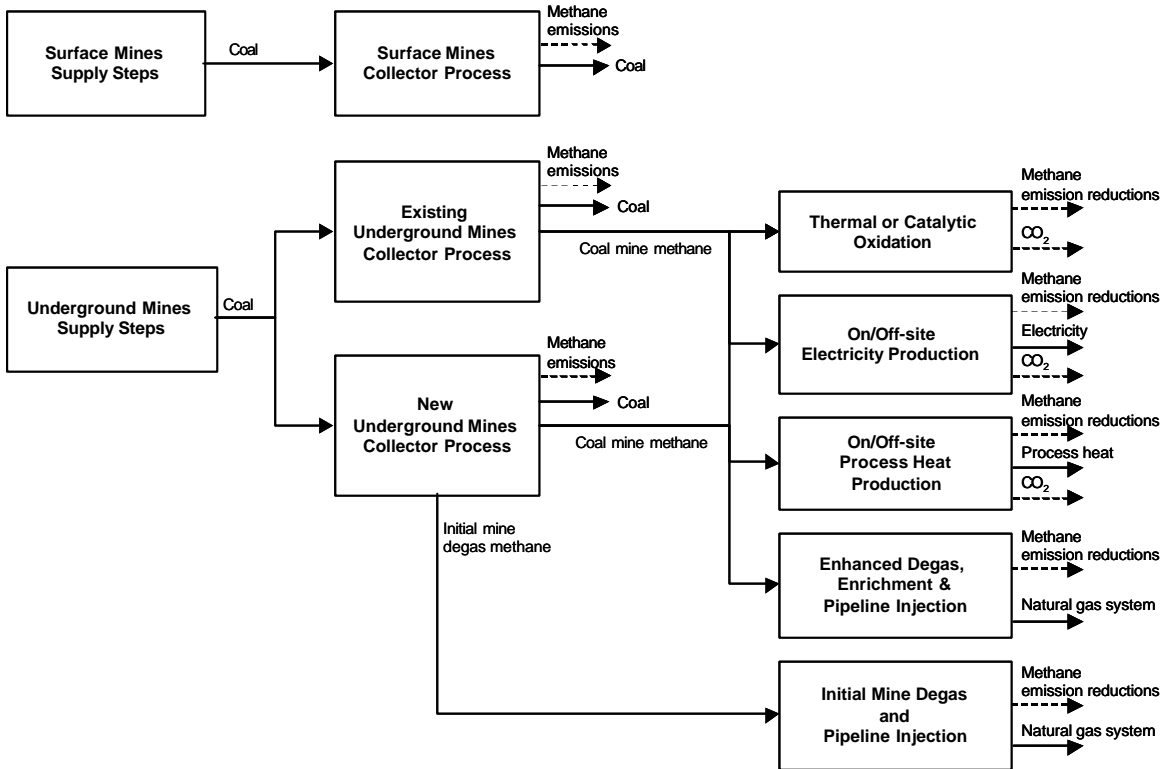 Surface Mines
Supply Steps
Coal
Surface Mines
Collector Process
Methane
emissions
Coal
Underground Mines
Supply Steps
Coal
Existing
Underground Mines
Collector Process
Methane
emissions
Coal
Coal mine methane
New
Underground Mines
Collector Process
Methane
emissions
Coal
Coal mine methane
Initial mine
degas methane
Thermal or Catalytic
Oxidation
Methane
emission reductions
CO₂
On/Off-site
Electricity Production
Methane
emission reductions
Electricity
CO₂
On/Off-site
Process Heat
Production
Methane
emission reductions
Process heat
CO₂
Enhanced Degas,
Enrichment &
Pipeline Injection
Methane
emission reductions
Natural gas system
Initial Mine Degas
and
Pipeline Injection
Methane
emission reductions
Natural gas system